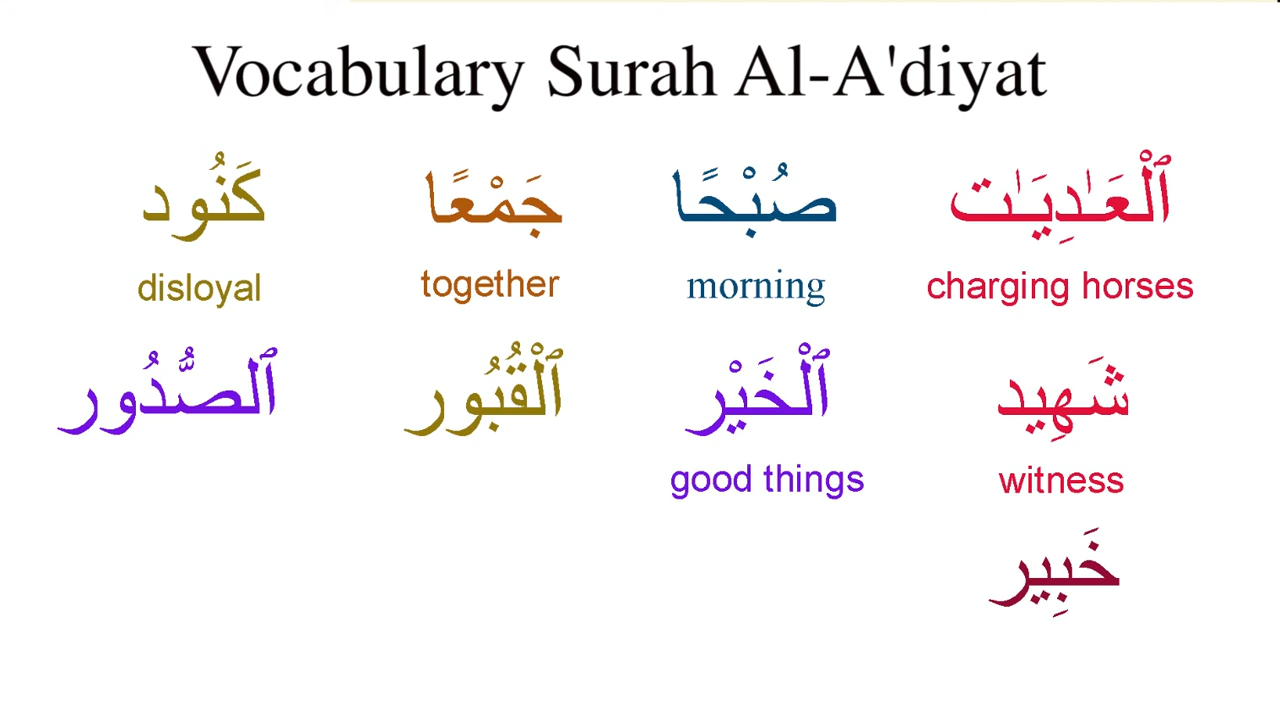 Vocabulary Surah Al-A'diyat
ٱلْعَـٰدِيَـٰت صُبْحًا جَمْعًا كَنُود
charging horses morning together disloyal
شَهِيد ٱلْخَيْر ٱلْقُبُور ٱلصُّدُور
witness good things
خَبِير